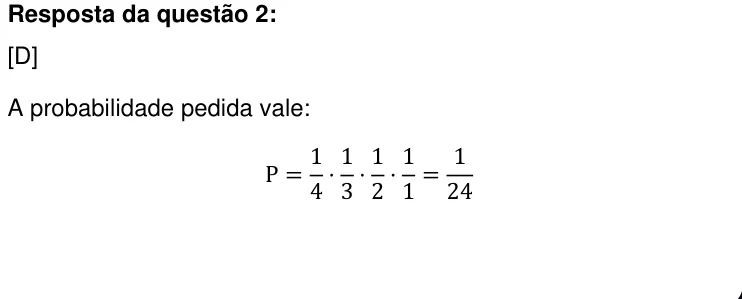 Resposta da questão 2:
[D]
A probabilidade pedida vale:
P = 1/4 · 1/3 · 1/2 · 1/1 = 1/24